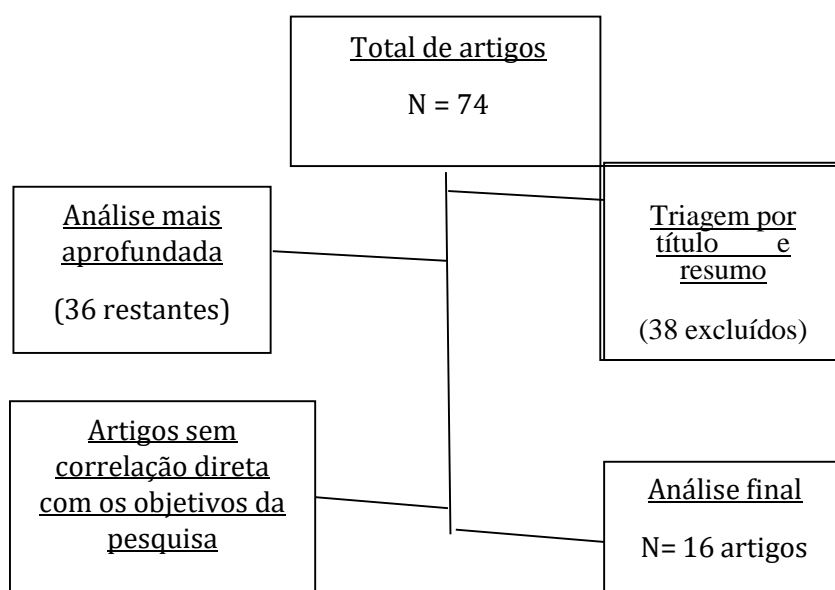 Total de artigos
N = 74
Triagem por
título e
resumo
(38 excluídos)
Análise mais
aprofundada
(36 restantes)
Artigos sem
correlação direta
com os objetivos da
pesquisa
Análise final
N= 16 artigos